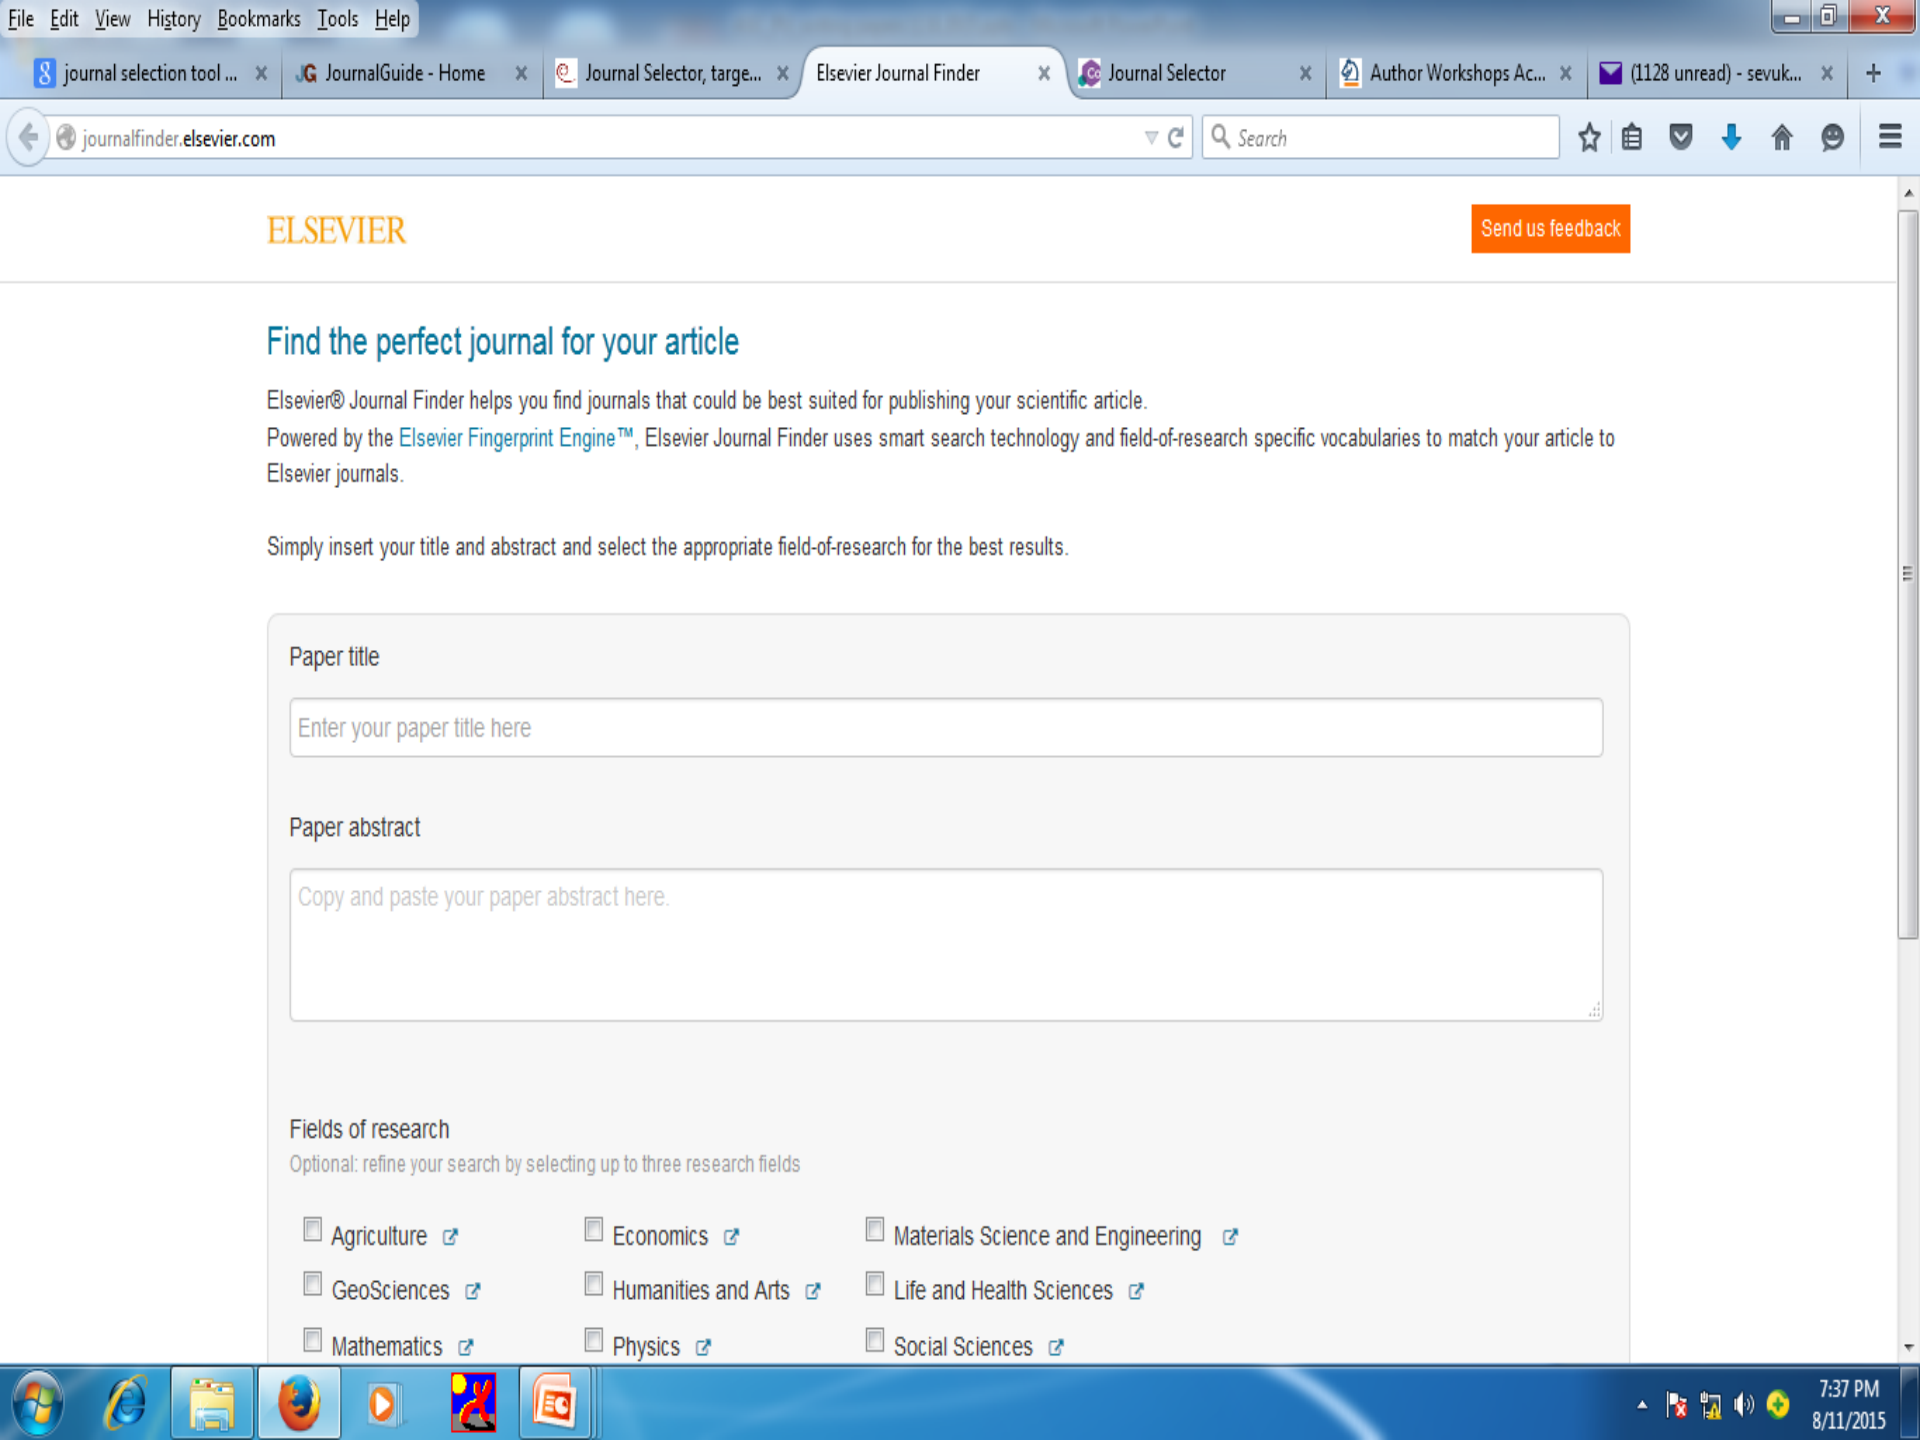 File Edit View History Bookmarks Tools Help
journal selection tool ... JournalGuide - Home Journal Selector, targe... Elsevier Journal Finder Journal Selector Author Workshops Ac... (1128 unread) - sevuk...
journalfinder.elsevier.com Search
ELSEVIER Send us feedback
Find the perfect journal for your article
Elsevier® Journal Finder helps you find journals that could be best suited for publishing your scientific article.
Powered by the Elsevier Fingerprint Engine™, Elsevier Journal Finder uses smart search technology and field-of-research specific vocabularies to match your article to
Elsevier journals.
Simply insert your title and abstract and select the appropriate field-of-research for the best results.
Paper title
Enter your paper title here
Paper abstract
Copy and paste your paper abstract here.
Fields of research
Optional: refine your search by selecting up to three research fields
Agriculture Economics Materials Science and Engineering
GeoSciences Humanities and Arts Life and Health Sciences
Mathematics Physics Social Sciences
7:37 PM
8/11/2015